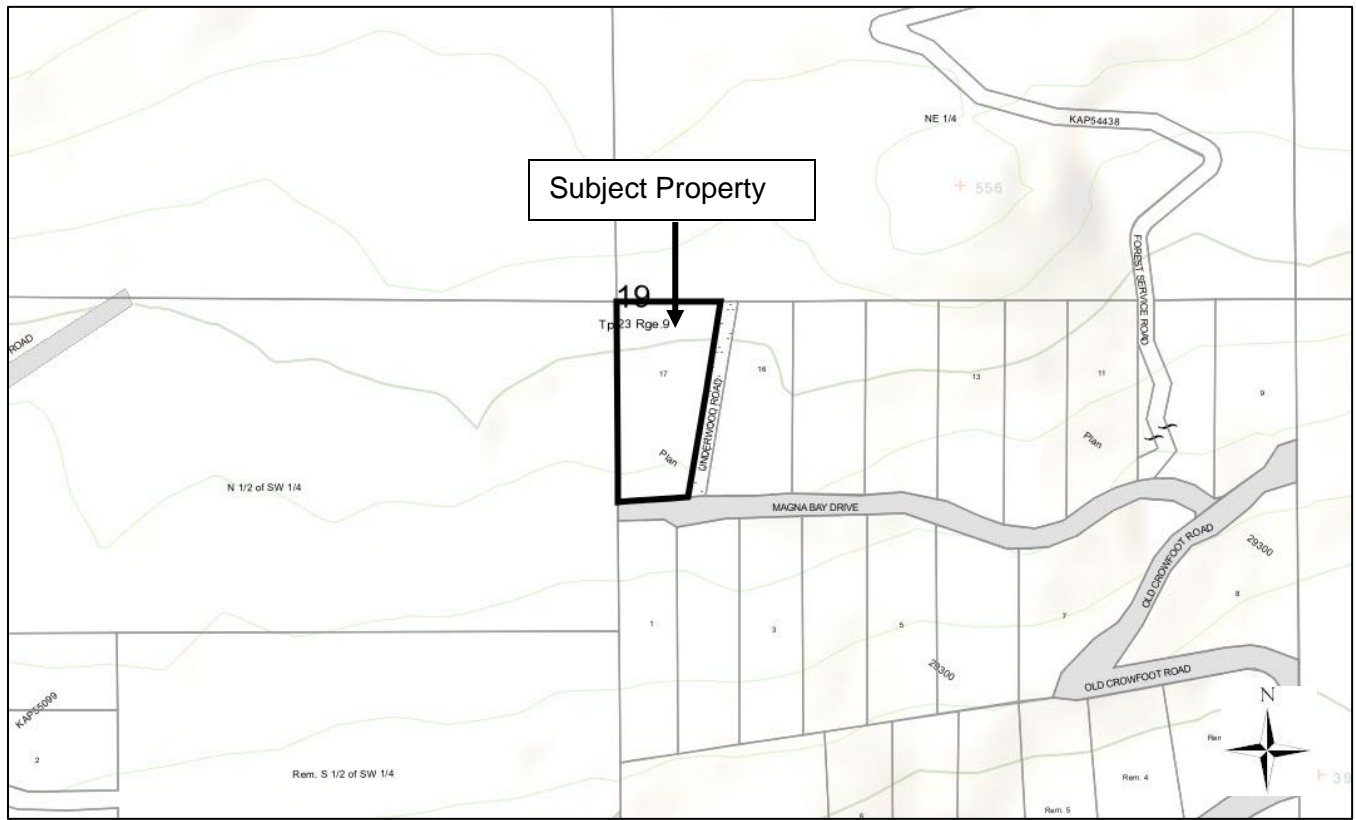 NE 1/4
KAP54438
Subject Property
556
FOREST SERVICE ROAD
19
Tp 23 Rge.9
ROAD
17
16
13
11
9
UNDERWOOD ROAD
Plan
Plan
N 1/2 of SW 1/4
MAGNA BAY DRIVE
OLD CROWFOOT ROAD
29300
8
1
3
5
7
29300
OLD CROWFOOT ROAD
N
KAP55099
2
Rem. S 1/2 of SW 1/4
Rem
Rem. 4
39
Rem. 5
6